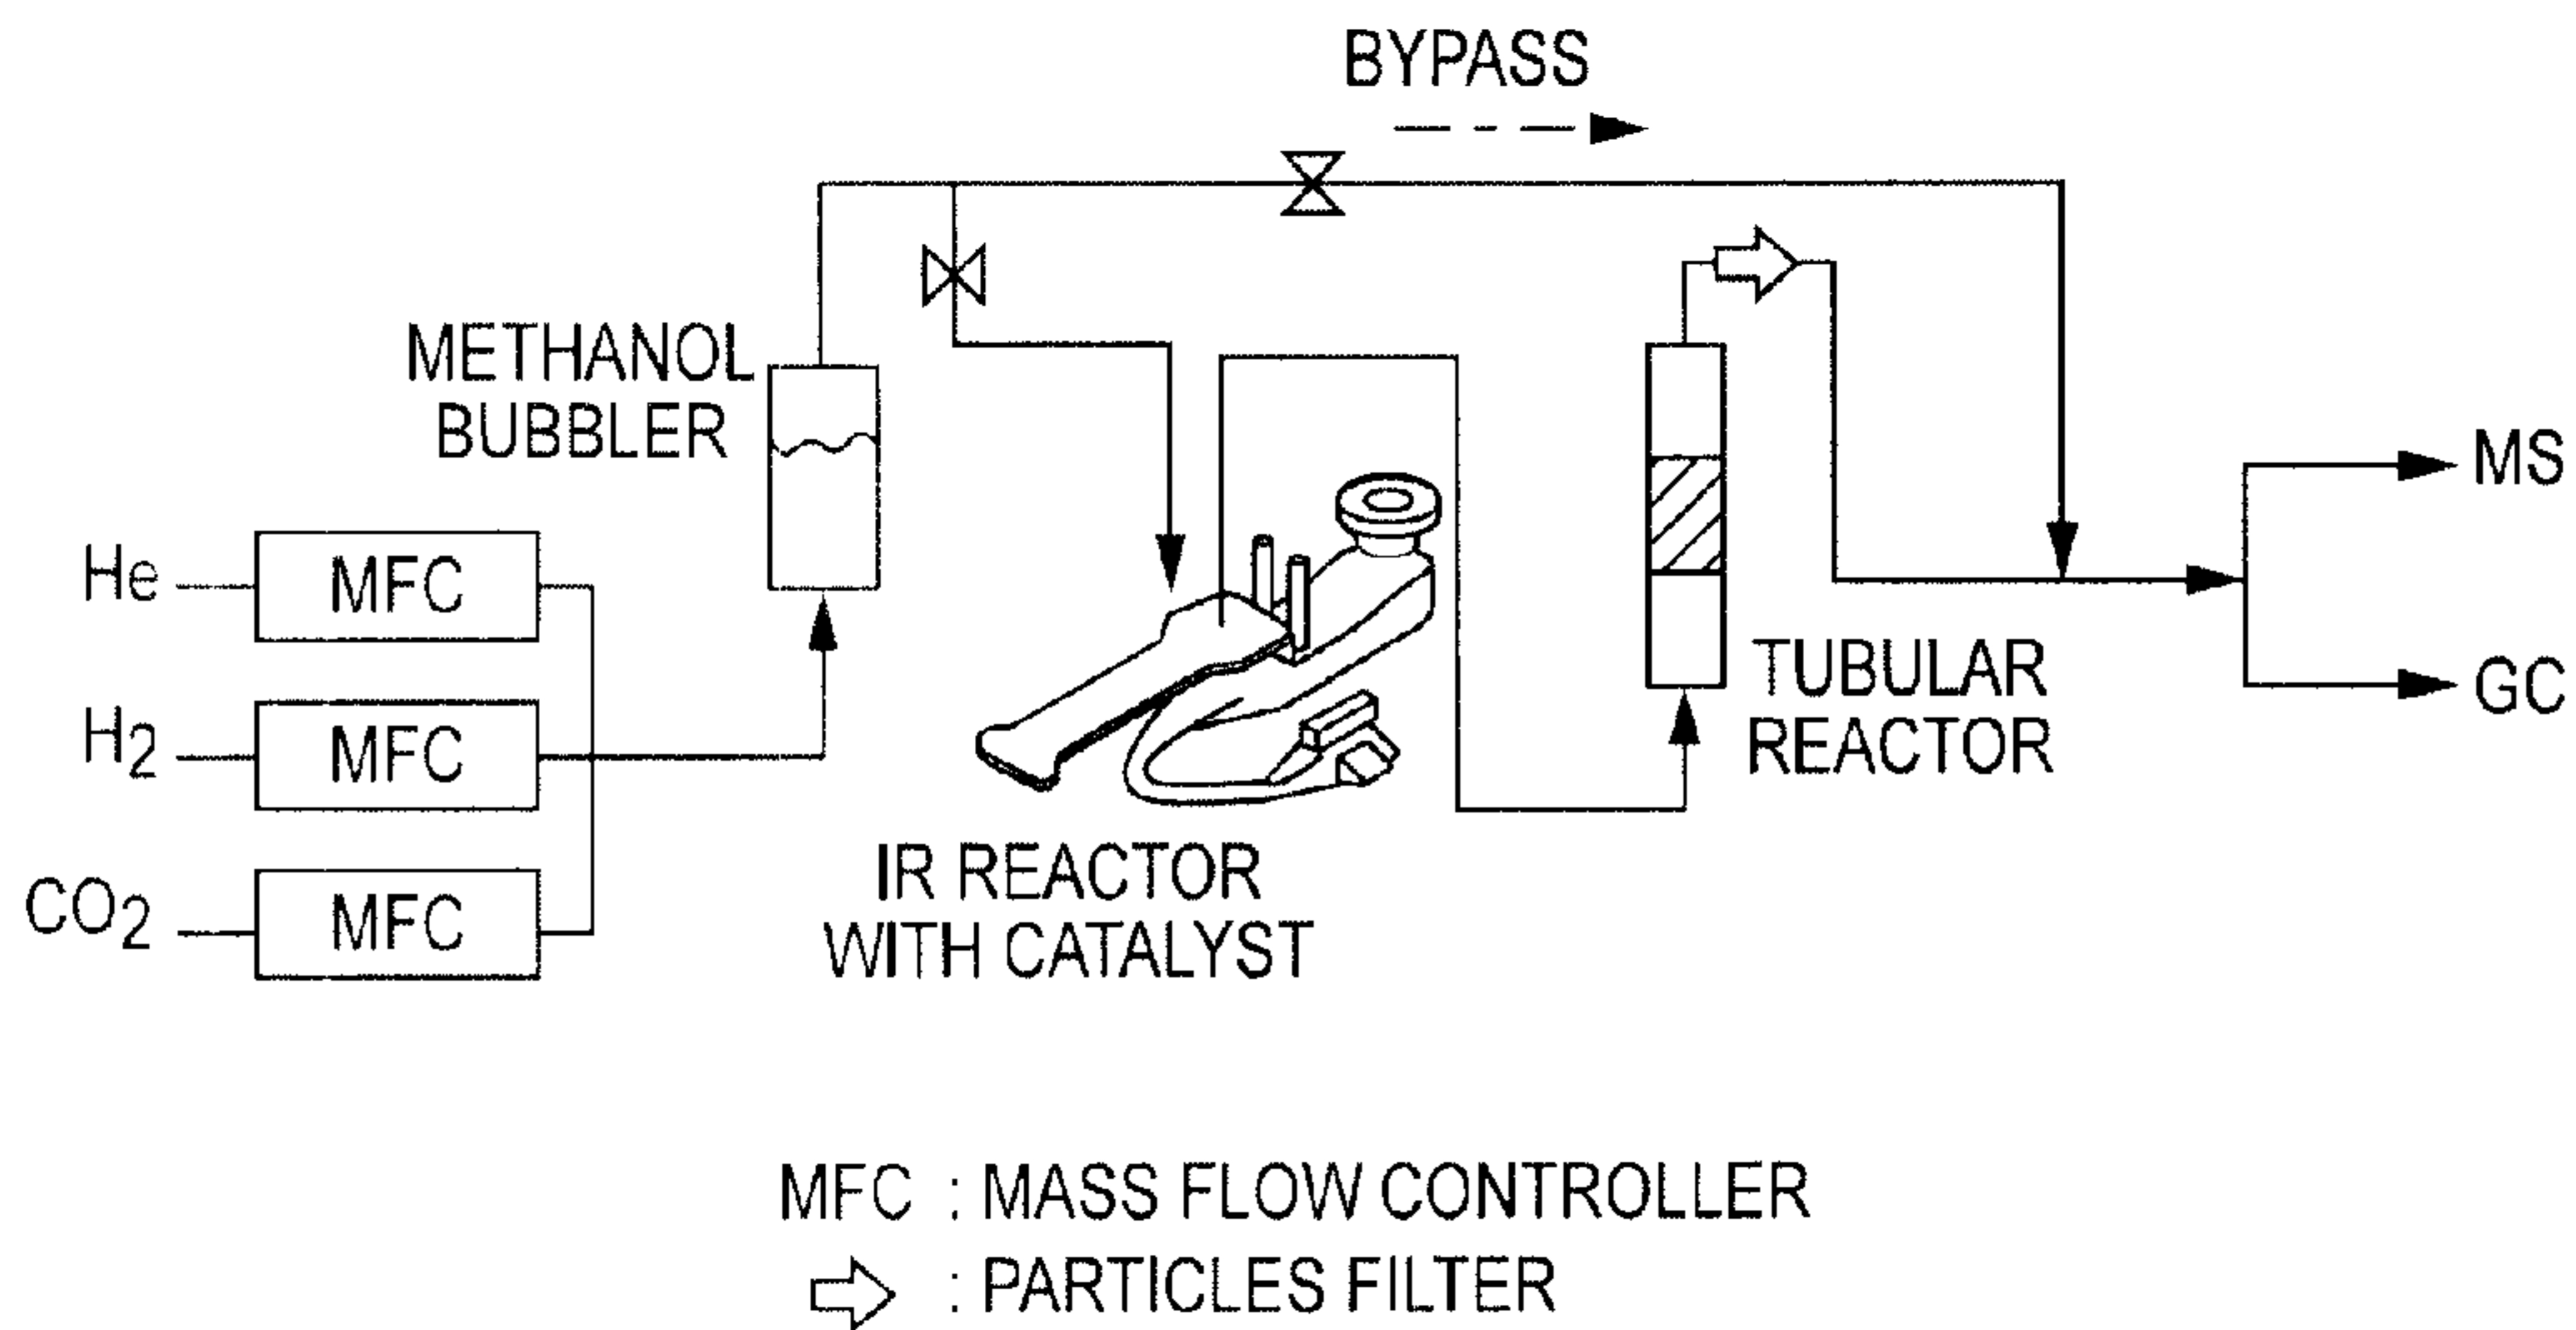 BYPASS
METHANOL
BUBBLER
He
MFC
H2
MFC
CO2
MFC
IR REACTOR
WITH CATALYST
TUBULAR
REACTOR
MS
GC
MFC : MASS FLOW CONTROLLER
: PARTICLES FILTER